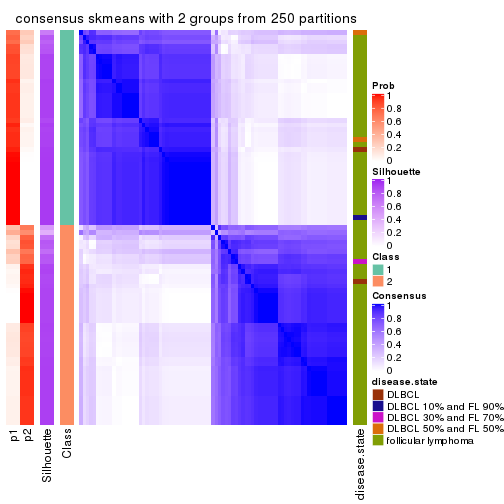 consensus skmeans with 2 groups from 250 partitions
Prob
1
0.8
0.6
0.4
0.2
0
Silhouette
1
0.8
0.6
0.4
0.2
0
Class
1
2
Consensus
1
0.8
0.6
0.4
0.2
0
disease.state
DLBCL
DLBCL 10% and FL 90%
DLBCL 30% and FL 70%
DLBCL 50% and FL 50%
follicular lymphoma
p1
p2
Silhouette
Class
disease.state